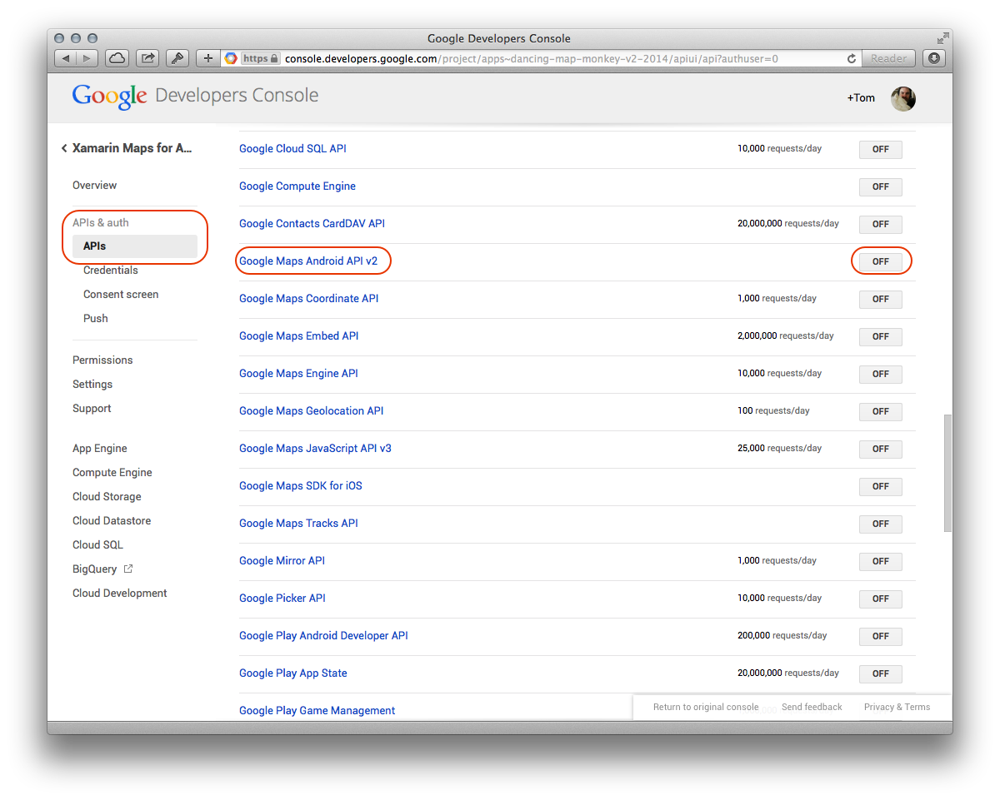 Google Developers Console
https console.developers.google.com/project/apps~dancing-map-monkey-v2-2014/apiui/api?authuser=0 Reader
Google Developers Console
+Tom
Xamarin Maps for A...
Overview
APIs & auth
APIs
Credentials
Consent screen
Push
Permissions
Settings
Support
App Engine
Compute Engine
Cloud Storage
Cloud Datastore
Cloud SQL
BigQuery
Cloud Development
Google Cloud SQL API 10,000 requests/day OFF
Google Compute Engine OFF
Google Contacts CardDAV API 20,000,000 requests/day OFF
Google Maps Android API v2 OFF
Google Maps Coordinate API 1,000 requests/day OFF
Google Maps Embed API 2,000,000 requests/day OFF
Google Maps Engine API 10,000 requests/day OFF
Google Maps Geolocation API 100 requests/day OFF
Google Maps JavaScript API v3 25,000 requests/day OFF
Google Maps SDK for iOS OFF
Google Maps Tracks API OFF
Google Mirror API 1,000 requests/day OFF
Google Picker API 10,000 requests/day OFF
Google Play Android Developer API 200,000 requests/day OFF
Google Play App State 20,000,000 requests/day OFF
Google Play Game Management
Return to original console Send feedback Privacy & Terms